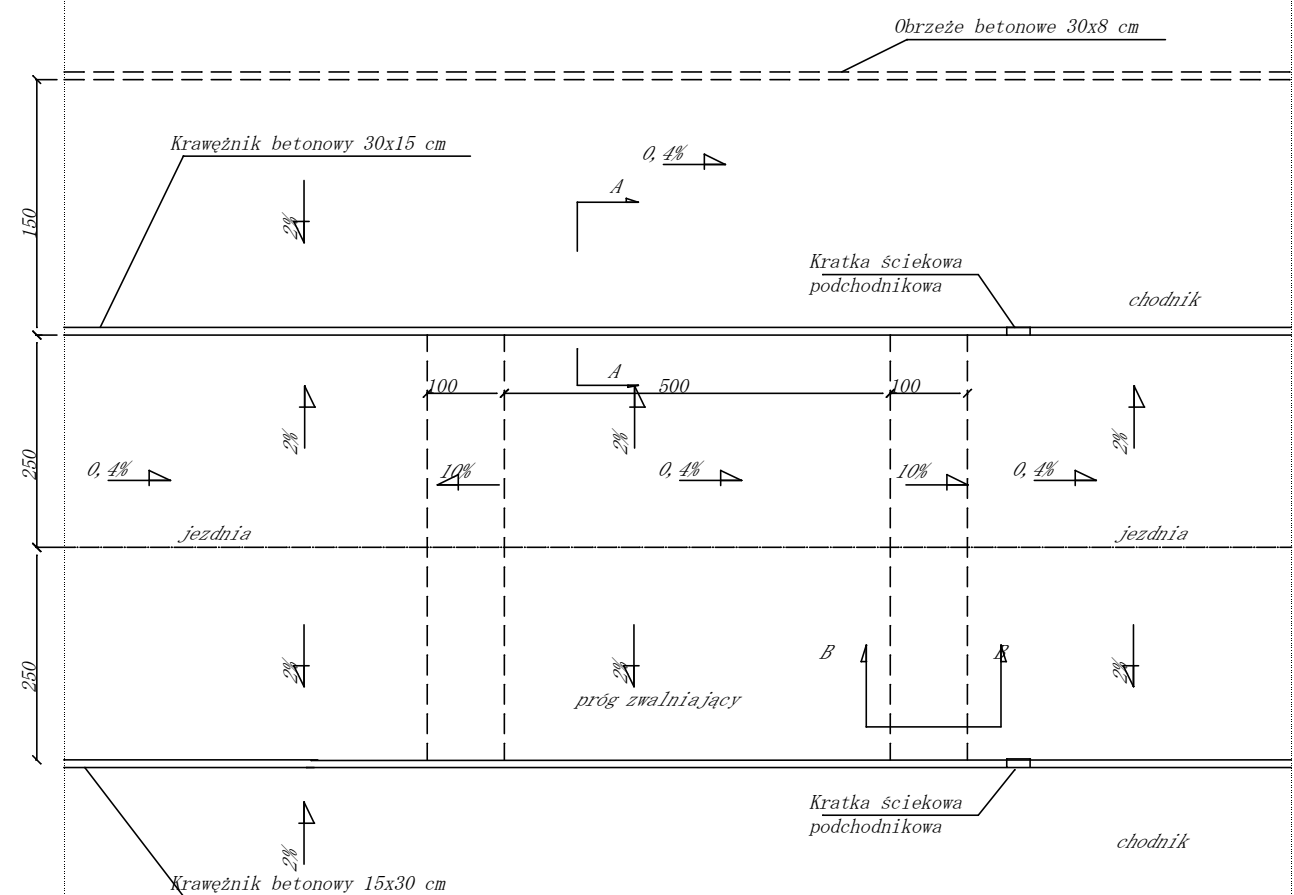 Obrzeże betonowe 30x8 cm
Krawężnik betonowy 30x15 cm
0,4%
A
150
2%
Kratka ściekowa
podchodnikowa
chodnik
100
A
500
100
2%
2%
2%
250
0,4%
10%
0,4%
10%
0,4%
jezdnia
jezdnia
B
B
250
2%
2%
2%
próg zwalniający
Kratka ściekowa
podchodnikowa
chodnik
2%
Krawężnik betonowy 15x30 cm